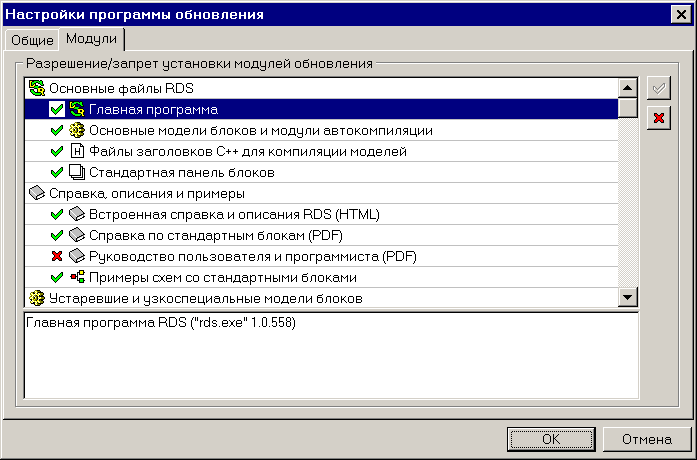 Настройки программы обновления
Общие
Модули
Разрешение/запрет установки модулей обновления
Основные файлы RDS
Главная программа
Основные модели блоков и модули автокомпиляции
H Файлы заголовков C++ для компиляции моделей
Стандартная панель блоков
Справка, описания и примеры
Встроенная справка и описания RDS (HTML)
Справка по стандартным блокам (PDF)
Руководство пользователя и программиста (PDF)
Примеры схем со стандартными блоками
Устаревшие и узкоспециальные модели блоков
Главная программа RDS ("rds.exe" 1.0.558)
OK
Отмена